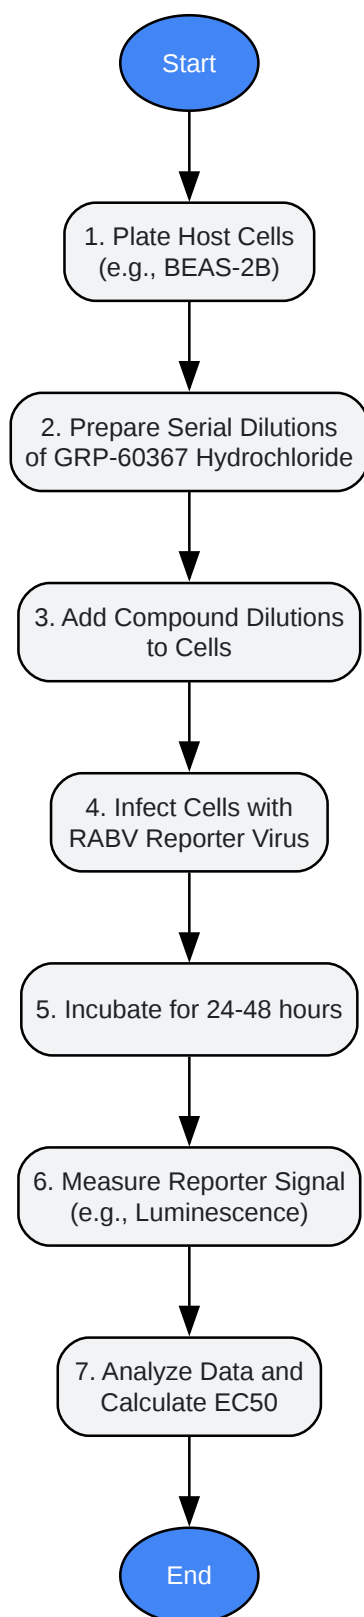 Start
1. Plate Host Cells
(e.g., BEAS-2B)
2. Prepare Serial Dilutions
of GRP-60367 Hydrochloride
3. Add Compound Dilutions
to Cells
4. Infect Cells with
RABV Reporter Virus
5. Incubate for 24-48 hours
6. Measure Reporter Signal
(e.g., Luminescence)
7. Analyze Data and
Calculate EC50
End